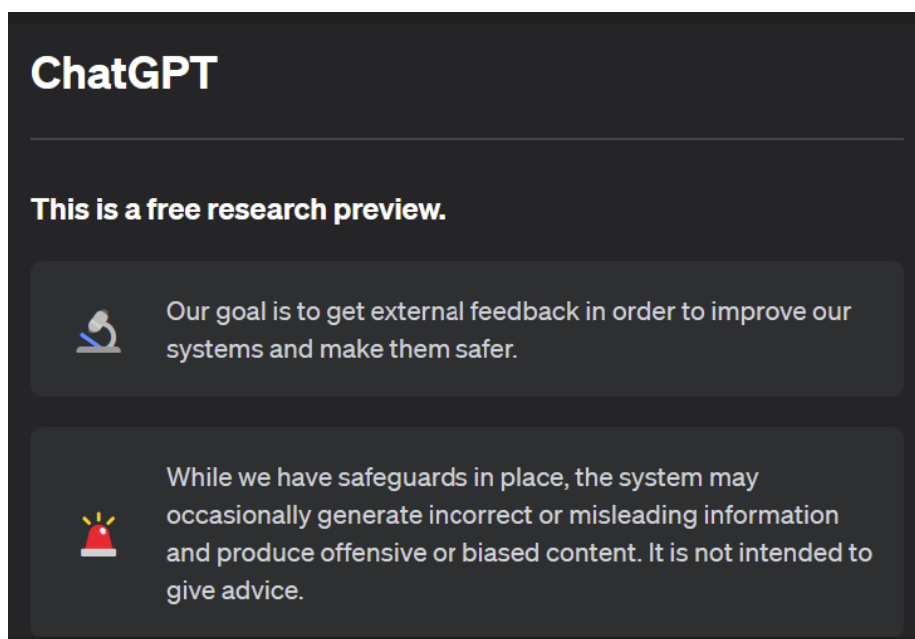 ChatGPT
This is a free research preview.
Our goal is to get external feedback in order to improve our
systems and make them safer.
While we have safeguards in place, the system may
occasionally generate incorrect or misleading information
and produce offensive or biased content. It is not intended to
give advice.